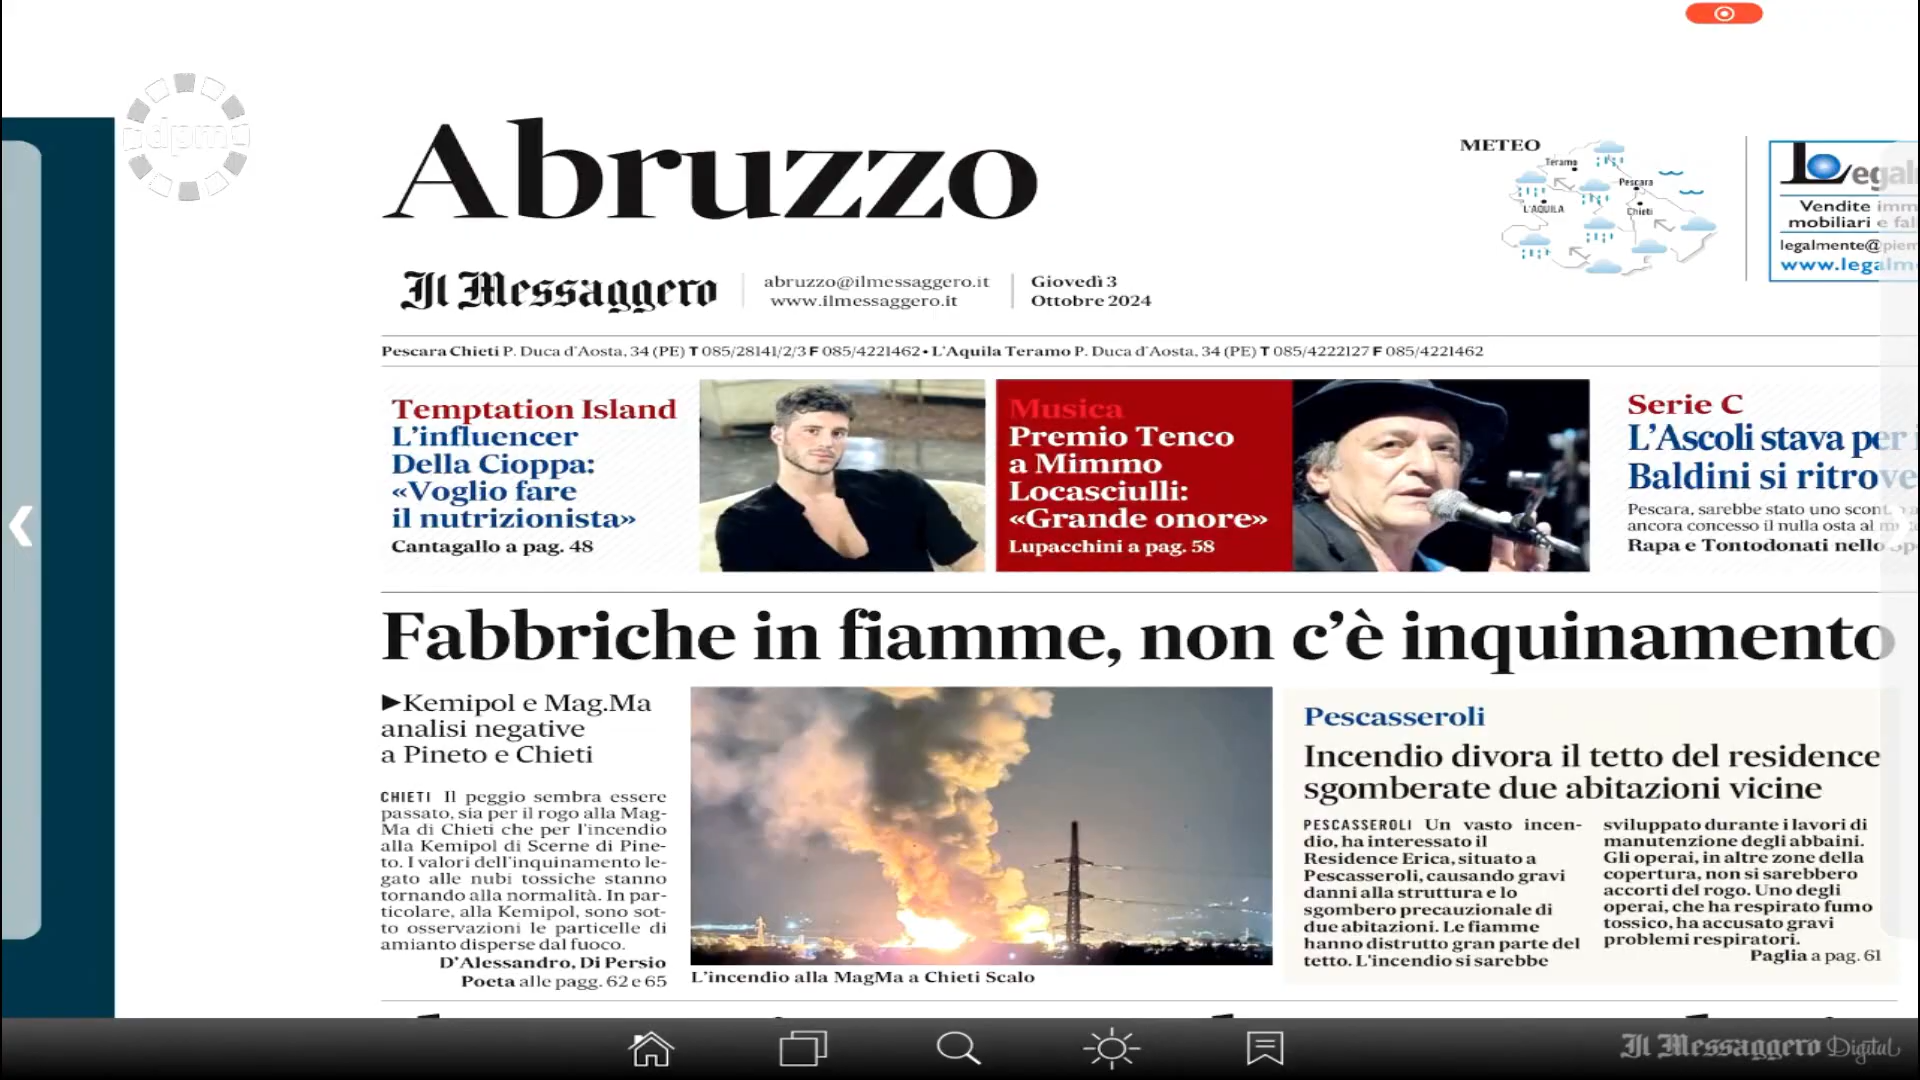 dpm
Abruzzo
METEO
Teramo
Pescara
L'AQUILA
Chieti
Legal
Vendite imm
mobiliari e fal
legalmente@piem
www.legalm
Il Messaggero
abruzzo@ilmessaggero.it
www.ilmessaggero.it
Giovedì 3
Ottobre 2024
Pescara Chieti P. Duca d'Aosta, 34 (PE) T 085/28141/2/3 F 085/4221462 • L'Aquila Teramo P. Duca d'Aosta, 34 (PE) T 085/4222127 F 085/4221462
Temptation Island
L'influencer
Della Cioppa:
«Voglio fare
il nutrizionista»
Cantagallo a pag. 48
Musica
Premio Tenco
a Mimmo
Locasciulli:
«Grande onore»
Lupacchini a pag. 58
Serie C
L'Ascoli stava per
Baldini si ritrove
Pescara, sarebbe stato uno scont
ancora concesso il nulla osta al
Rapa e Tontodonati nello Spo
Fabbriche in fiamme, non c'è inquinamento
►Kemipol e Mag.Ma
analisi negative
a Pineto e Chieti
CHIETI Il peggio sembra essere
passato, sia per il rogo alla Mag-
Ma di Chieti che per l'incendio
alla Kemipol di Scerne di Pine-
to. I valori dell'inquinamento le-
gato alle nubi tossiche stanno
tornando alla normalità. In par-
ticolare, alla Kemipol, sono sot-
to osservazioni le particelle di
amianto disperse dal fuoco.
D'Alessandro, Di Persio
Poeta alle pagg. 62 e 65
L'incendio alla MagMa a Chieti Scalo
Pescasseroli
Incendio divora il tetto del residence
sgomberate due abitazioni vicine
PESCASSEROLI Un vasto incen-
dio, ha interessato il
Residence Erica, situato a
Pescasseroli, causando gravi
danni alla struttura e lo
sgombero precauzionale di
due abitazioni. Le fiamme
hanno distrutto gran parte del
tetto. L'incendio si sarebbe
sviluppato durante i lavori di
manutenzione degli abbaini.
Gli operai, in altre zone della
copertura, non si sarebbero
accorti del rogo. Uno degli
operai, che ha respirato fumo
tossico, ha accusato gravi
problemi respiratori.
Paglia a pag. 61
Il Messaggero Digital